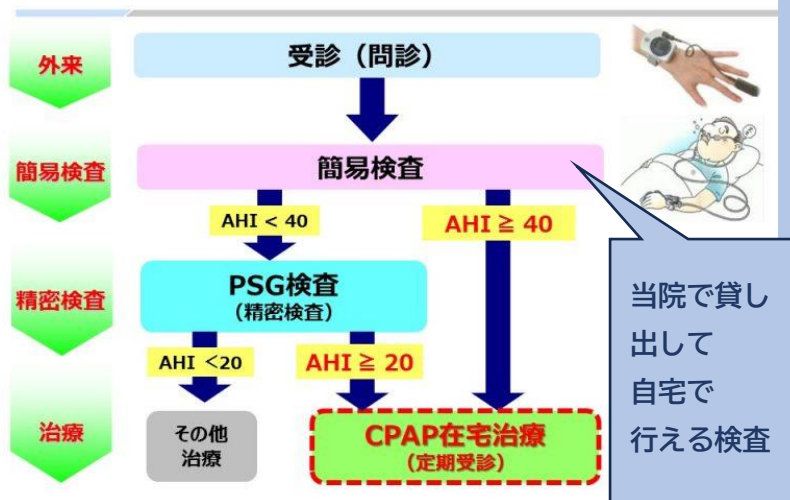 外来
受診（問診）
簡易検査
簡易検査
AHI < 40
AHI ≧ 40
精密検査
PSG検査
（精密検査）
AHI ＜20
AHI ≧ 20
治療
その他
治療
CPAP在宅治療
（定期受診）
当院で貸し
出して
自宅で
行える検査